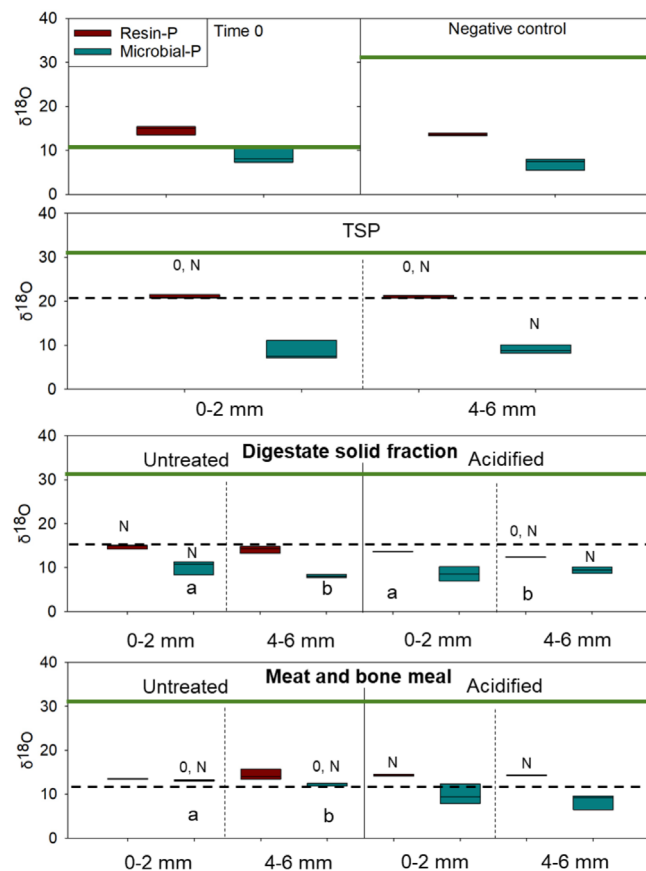 40
30
20
10
0
δ18O
Resin-P
Microbial-P
Time 0
Negative control
40
30
20
10
0
δ18O
TSP
0, N
0, N
N
0-2 mm
4-6 mm
40
30
20
10
0
δ18O
Digestate solid fraction
Untreated
Acidified
N
N
0, N
N
a
b
a
b
0-2 mm
4-6 mm
0-2 mm
4-6 mm
40
30
20
10
0
δ18O
Meat and bone meal
Untreated
Acidified
0, N
0, N
N
N
a
b
0-2 mm
4-6 mm
0-2 mm
4-6 mm